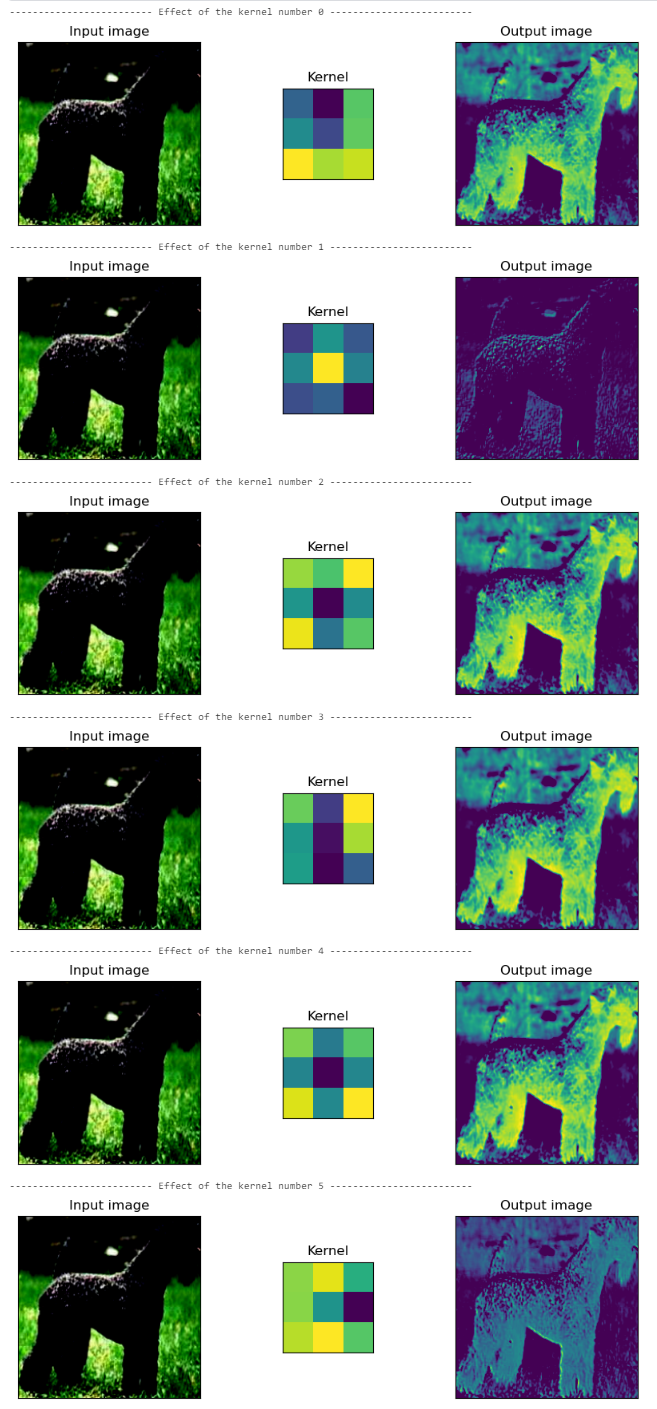 ------------------------ Effect of the kernel number 0 ------------------------
Input image
Kernel
Output image
------------------------ Effect of the kernel number 1 ------------------------
Input image
Kernel
Output image
------------------------ Effect of the kernel number 2 ------------------------
Input image
Kernel
Output image
------------------------ Effect of the kernel number 3 ------------------------
Input image
Kernel
Output image
------------------------ Effect of the kernel number 4 ------------------------
Input image
Kernel
Output image
------------------------ Effect of the kernel number 5 ------------------------
Input image
Kernel
Output image